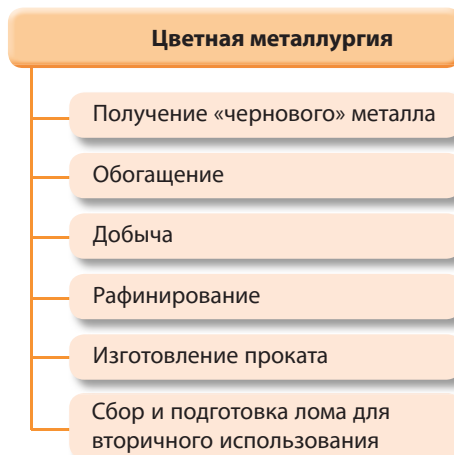 Цветная металлургия
Получение «чернового» металла
Обогащение
Добыча
Рафинирование
Изготовление проката
Сбор и подготовка лома для
вторичного использования